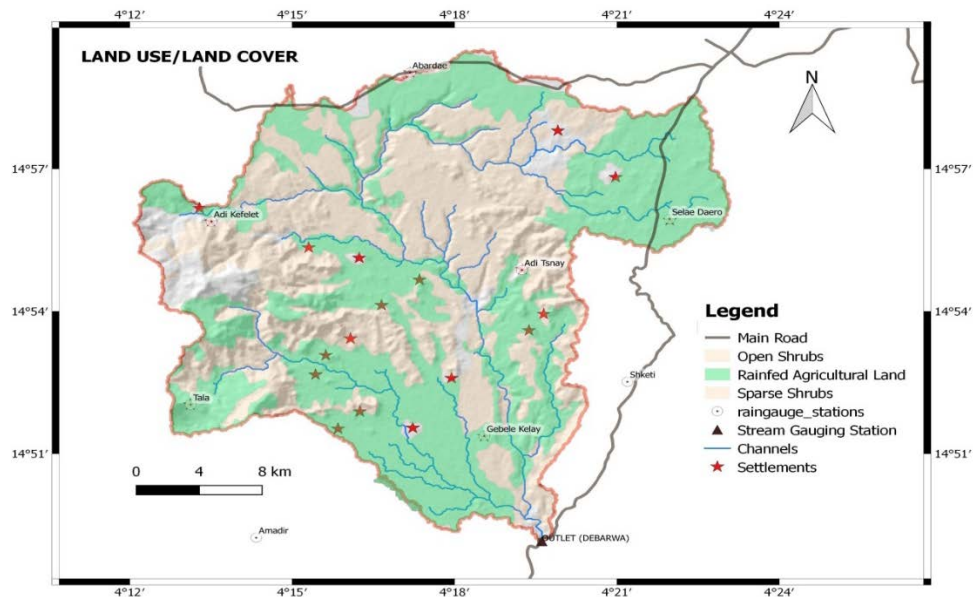 4°12′ 4°15′ 4°18′ 4°21′ 4°24′
LAND USE/LAND COVER
Abardae
N
14°57′ 14°57′
Adi Kefelet
Selae Daero
Adi Tsnay
14°54′ 14°54′
Legend
Main Road
Open Shrubs
Rainfed Agricultural Land
Sparse Shrubs
raingauge_stations
Stream Gauging Station
Channels
Settlements
Shketi
Tala
Gebele Kelay
14°51′ 14°51′
0 4 8 km
Amadir
OUTLET (DEBARWA)
4°12′ 4°15′ 4°18′ 4°21′ 4°24′